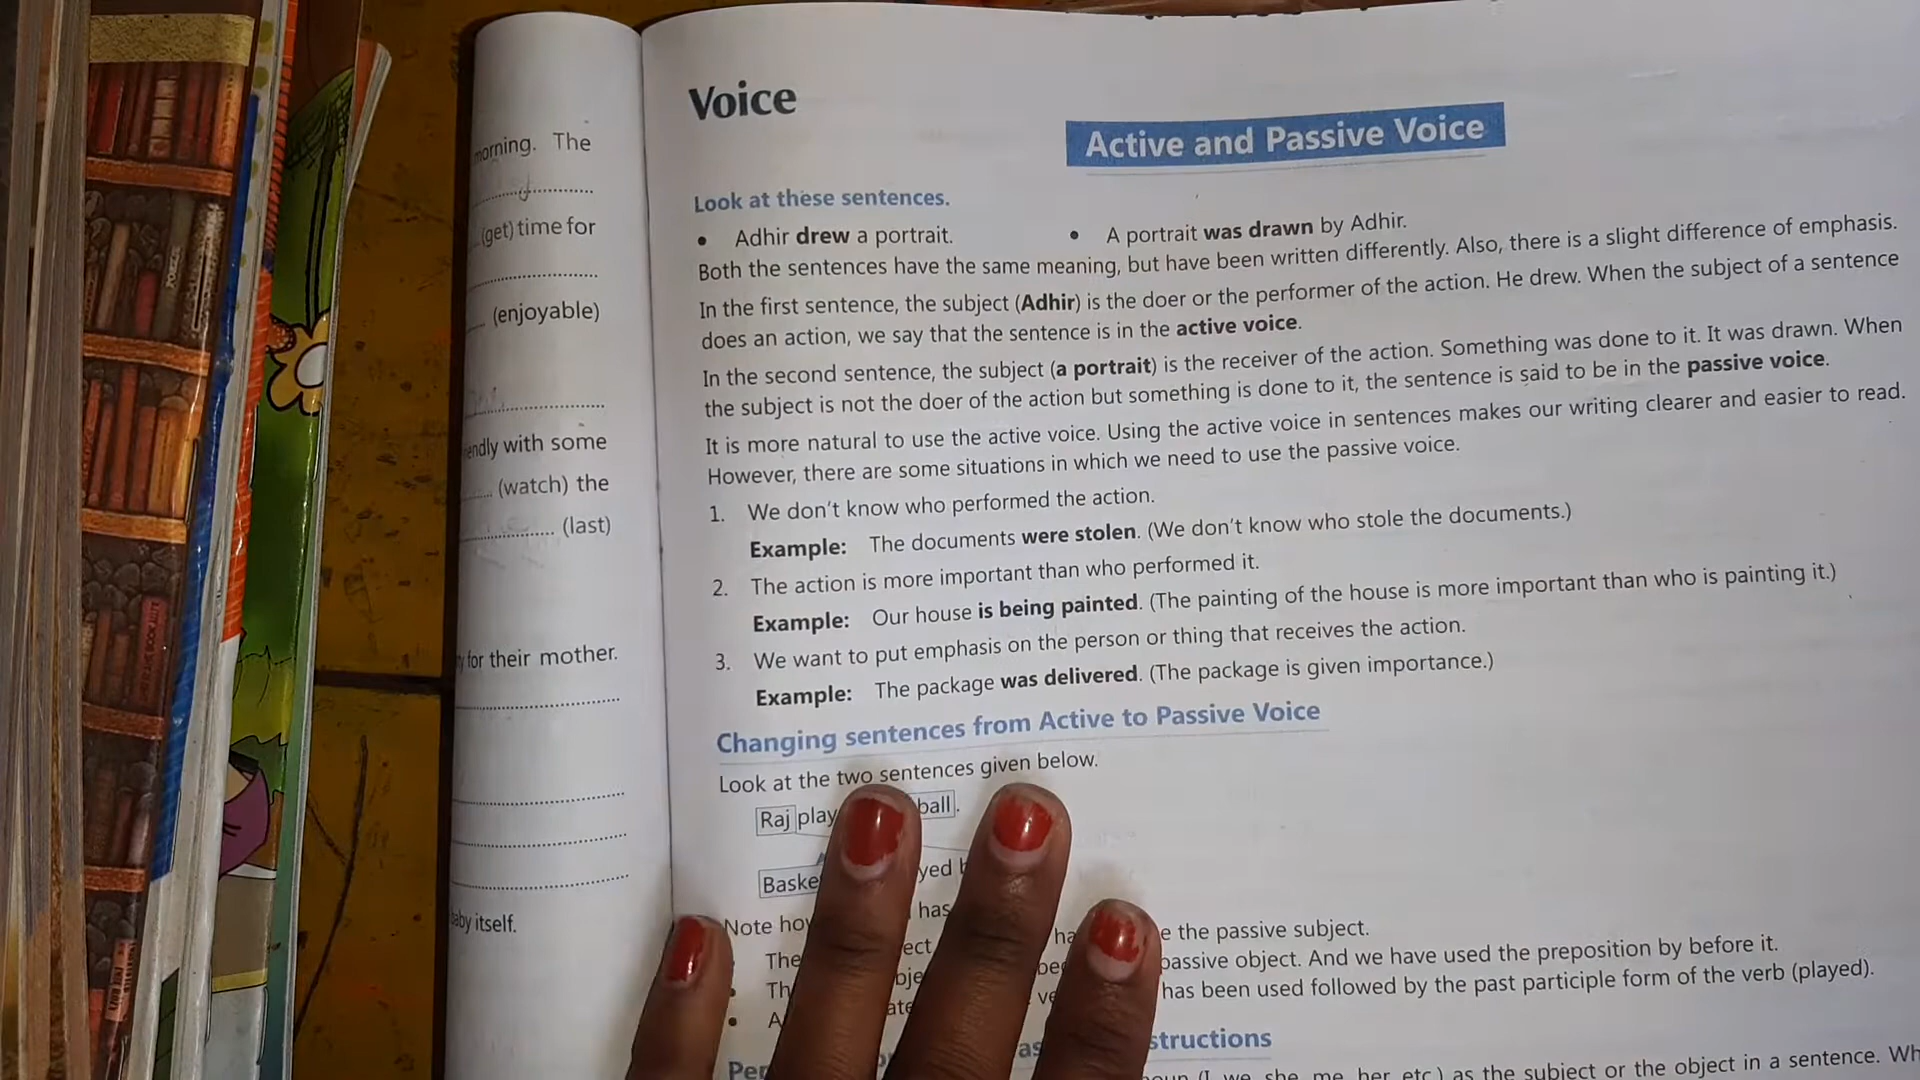 Voice
Active and Passive Voice
Look at these sentences.
• Adhir drew a portrait. • A portrait was drawn by Adhir.
Both the sentences have the same meaning, but have been written differently. Also, there is a slight difference of emphasis.
In the first sentence, the subject (Adhir) is the doer or the performer of the action. He drew. When the subject of a sentence
does an action, we say that the sentence is in the active voice.
In the second sentence, the subject (a portrait) is the receiver of the action. Something was done to it. It was drawn. When
the subject is not the doer of the action but something is done to it, the sentence is said to be in the passive voice.
It is more natural to use the active voice. Using the active voice in sentences makes our writing clearer and easier to read.
However, there are some situations in which we need to use the passive voice.
1. We don't know who performed the action.
Example: The documents were stolen. (We don't know who stole the documents.)
2. The action is more important than who performed it.
Example: Our house is being painted. (The painting of the house is more important than who is painting it.)
3. We want to put emphasis on the person or thing that receives the action.
Example: The package was delivered. (The package is given importance.)
Changing sentences from Active to Passive Voice
Look at the two sentences given below.
Raj play ball.
Baske yed
Note has
The ect e the passive subject.
passive object. And we have used the preposition by before it.
has been used followed by the past participle form of the verb (played).
structions
(I, we, she, me, her, etc.) as the subject or the object in a sentence.
morning. The
(get) time for
(enjoyable)
with some
(watch) the
(last)
for their mother.
itself.